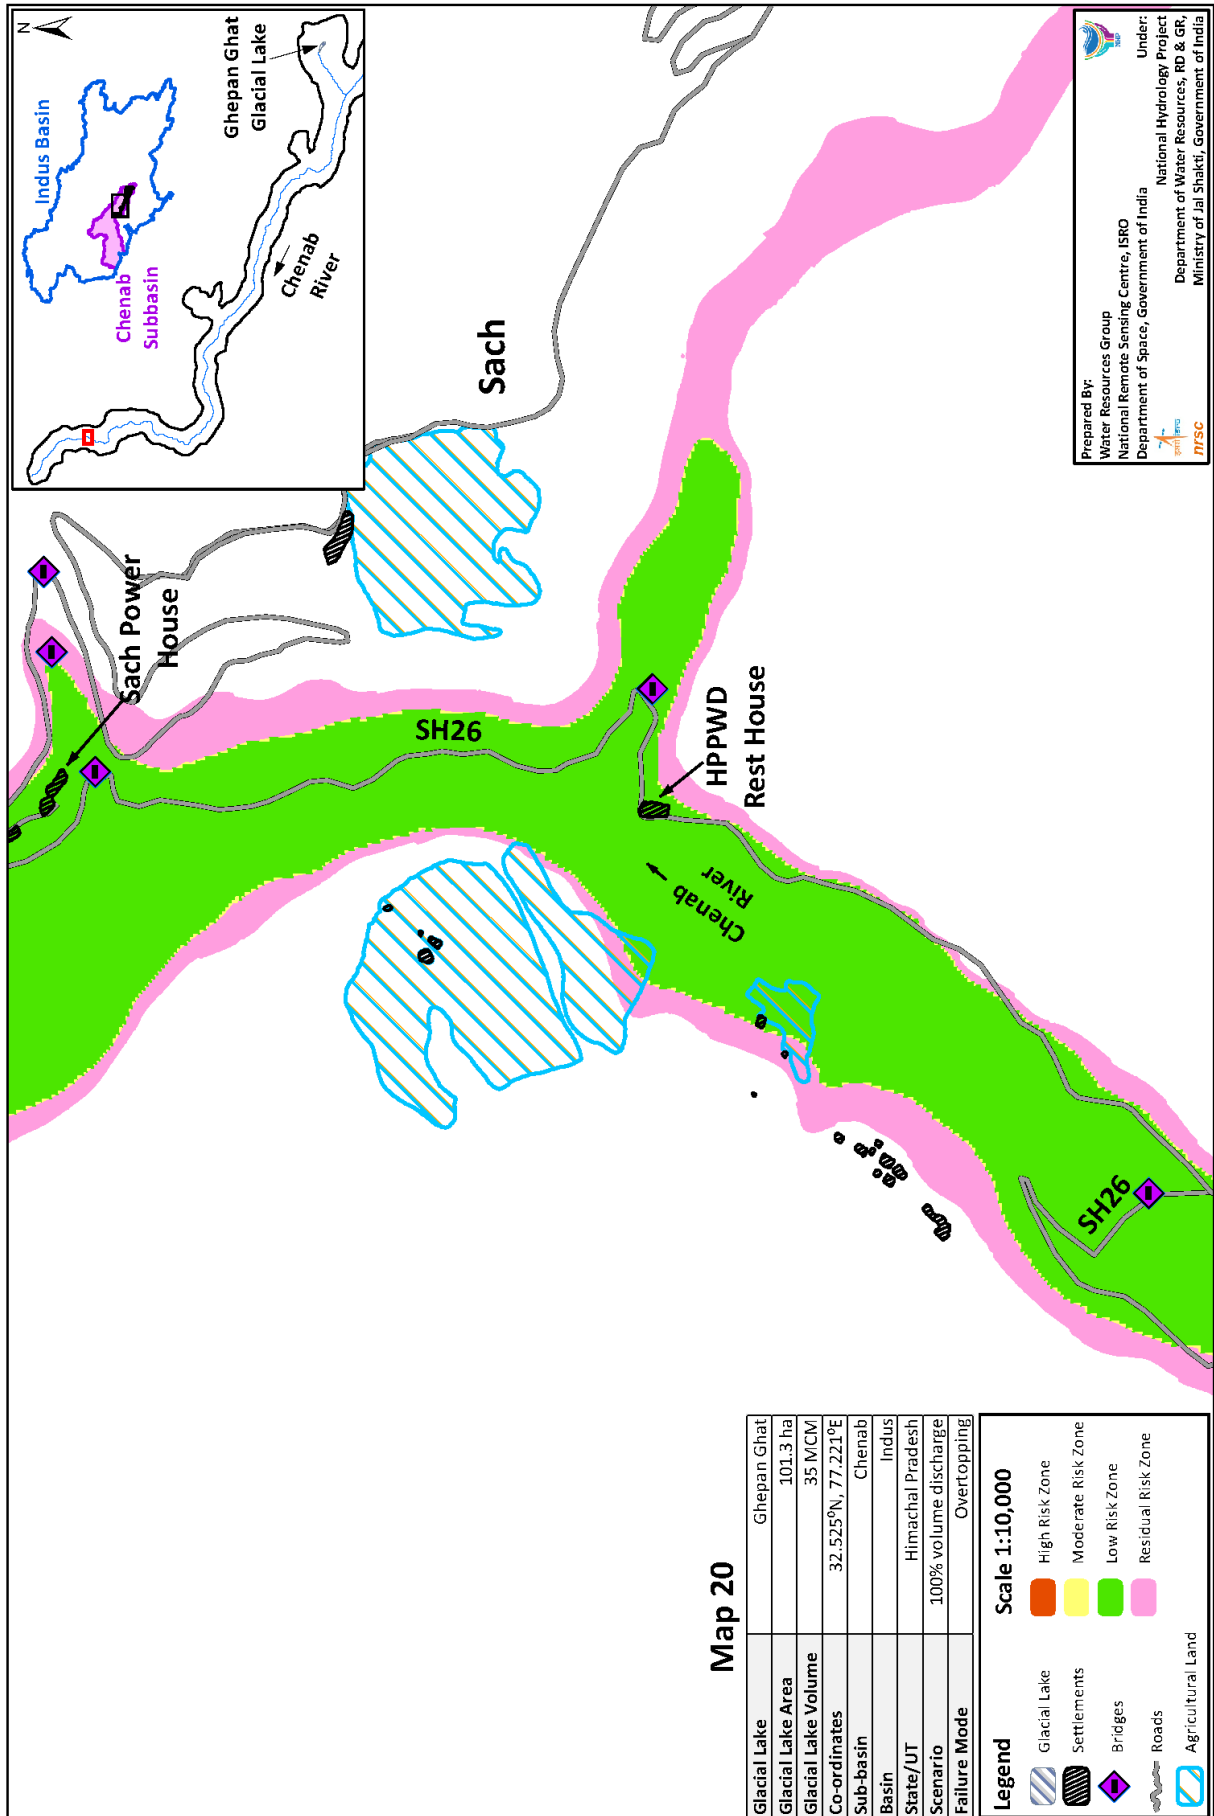 N
Indus Basin
Chenab
Subbasin
Ghepan Ghat
Glacial Lake
Chenab
River
Sach Power
House
Sach
SH26
HPPWD
Rest House
Chenab
River
SH26
Map 20
Glacial Lake Ghepan Ghat
Glacial Lake Area 101.3 ha
Glacial Lake Volume 35 MCM
Co-ordinates 32.525⁰N, 77.221⁰E
Sub-basin Chenab
Basin Indus
State/UT Himachal Pradesh
Scenario 100% volume discharge
Failure Mode Overtopping
Legend
Scale 1:10,000
Glacial Lake
Settlements
Bridges
Roads
Agricultural Land
High Risk Zone
Moderate Risk Zone
Low Risk Zone
Residual Risk Zone
Prepared By:
Water Resources Group
National Remote Sensing Centre, ISRO
Department of Space, Government of India
nrsc
Under:
National Hydrology Project
Department of Water Resources, RD & GR,
Ministry of Jal Shakti, Government of India